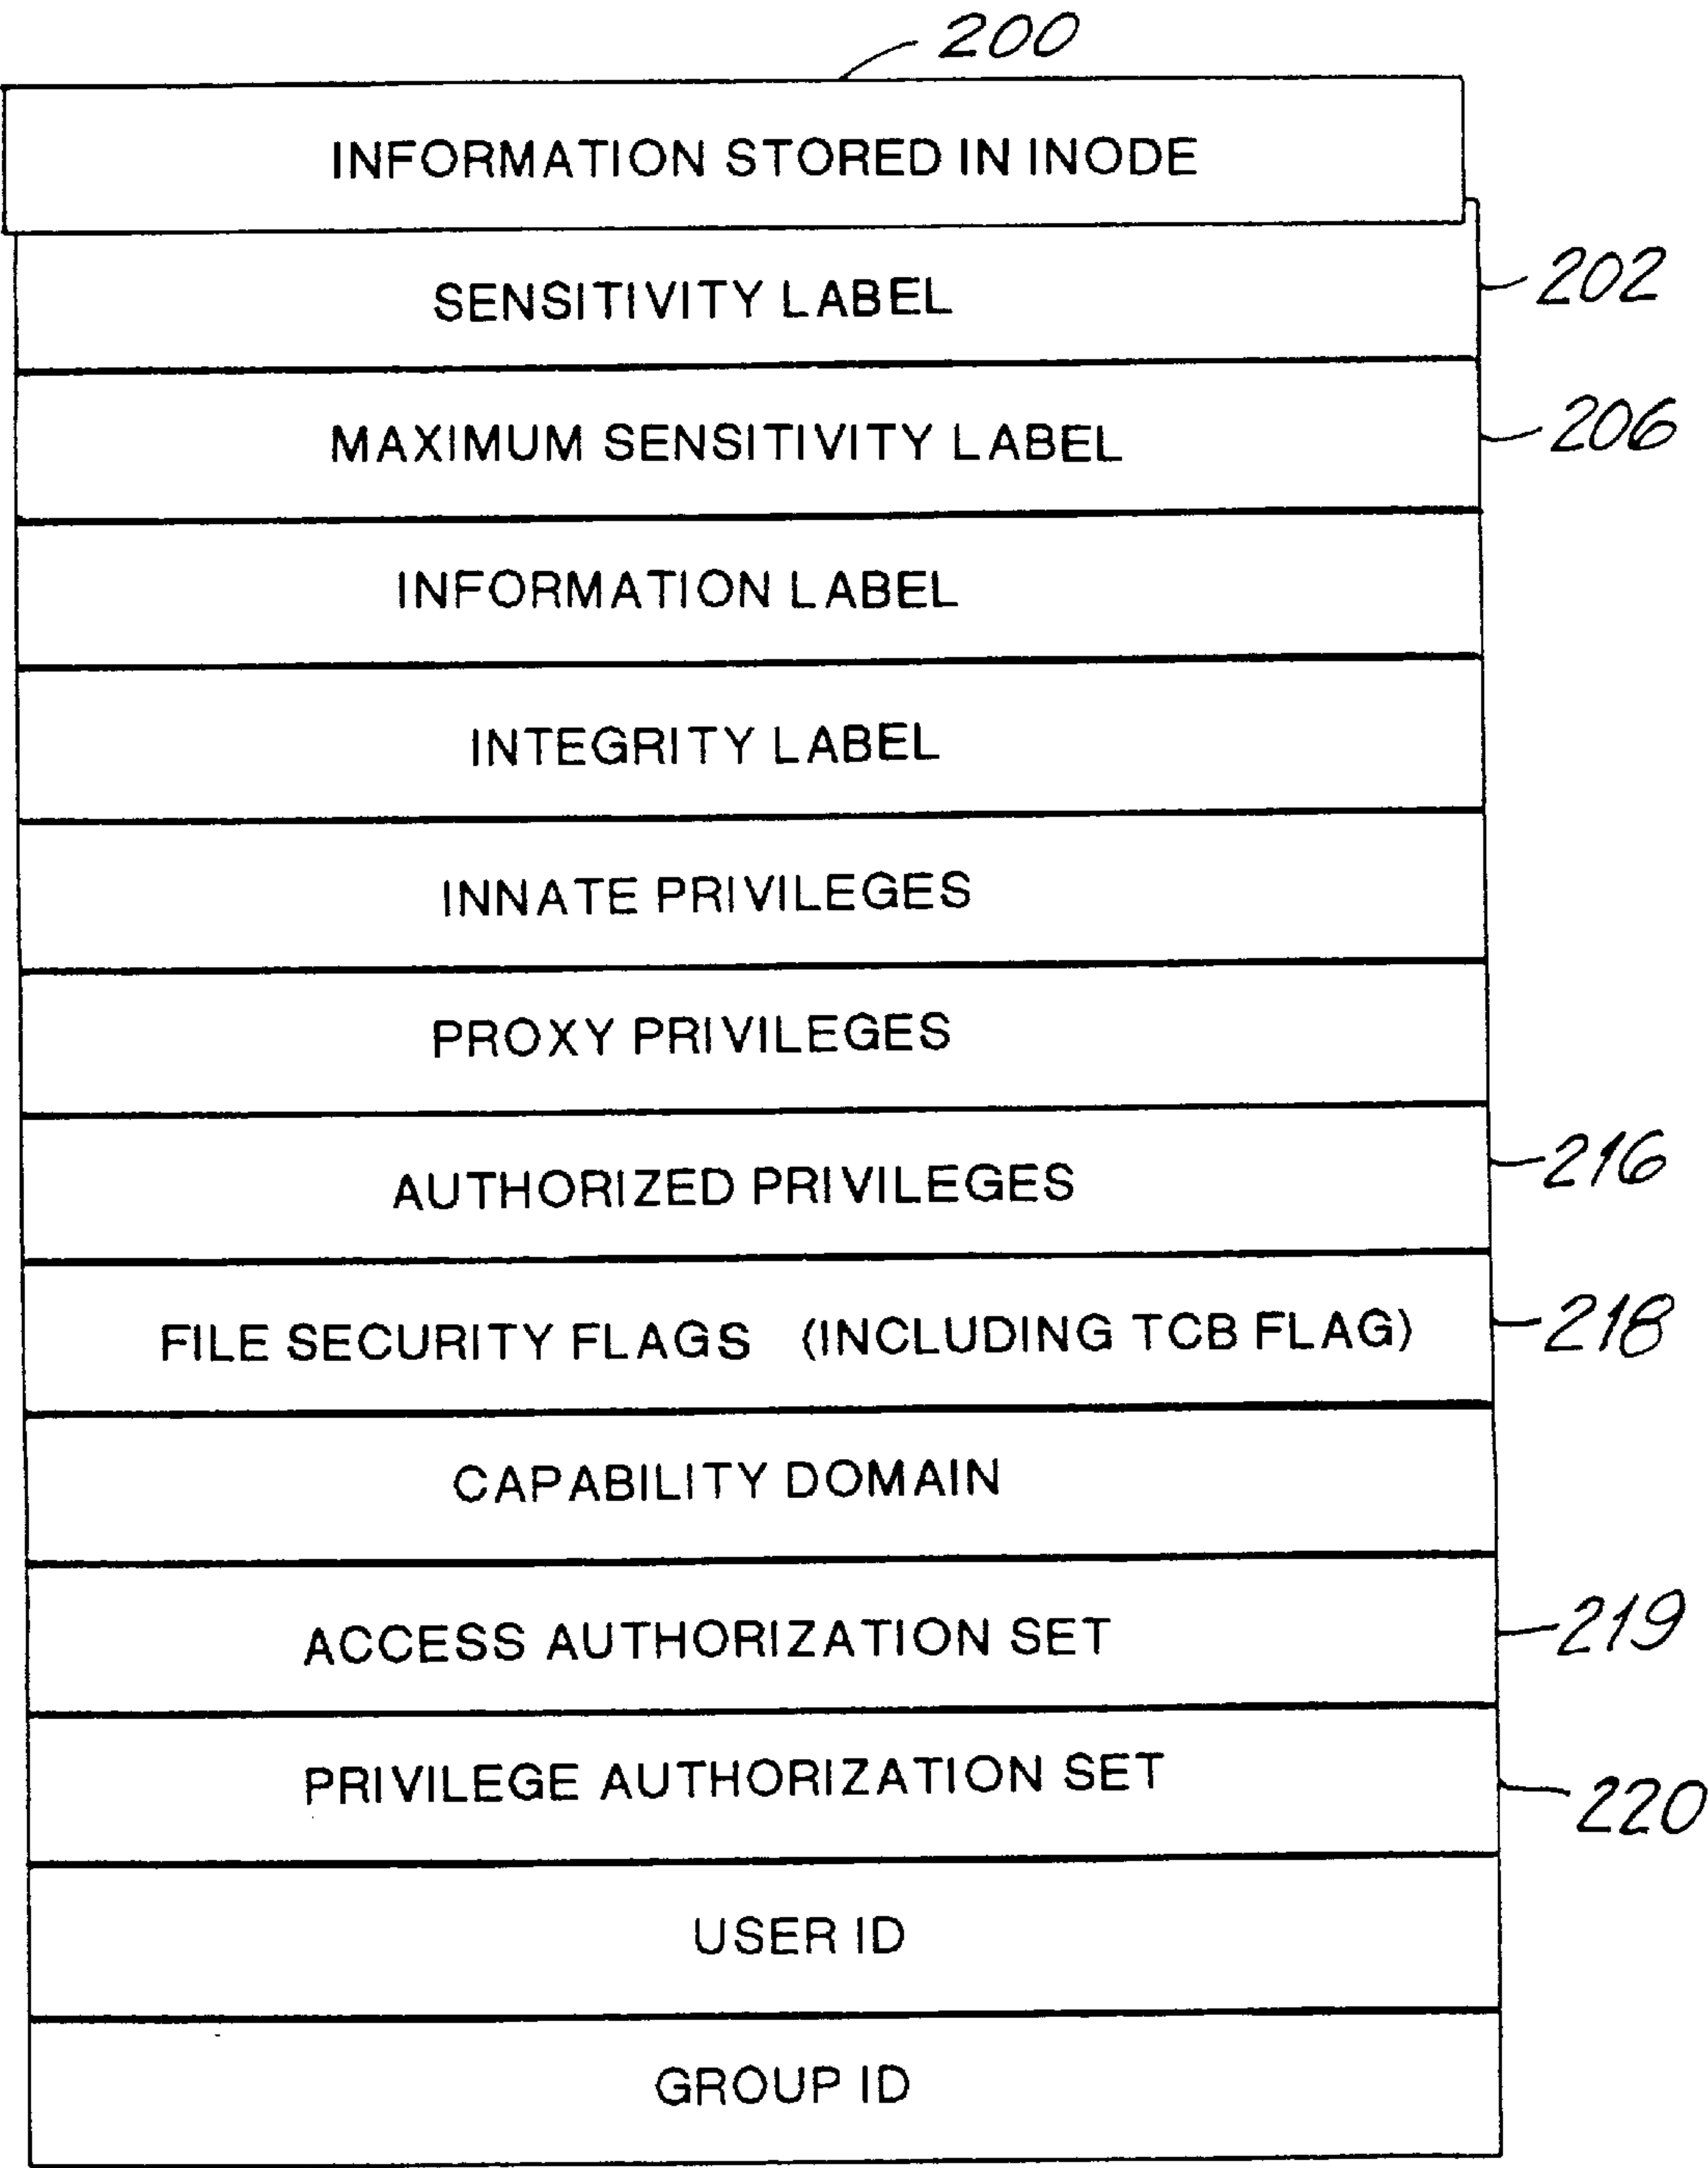 200
INFORMATION STORED IN INODE
SENSITIVITY LABEL 202
MAXIMUM SENSITIVITY LABEL 206
INFORMATION LABEL
INTEGRITY LABEL
INNATE PRIVILEGES
PROXY PRIVILEGES
AUTHORIZED PRIVILEGES 216
FILE SECURITY FLAGS (INCLUDING TCB FLAG) 218
CAPABILITY DOMAIN
ACCESS AUTHORIZATION SET 219
PRIVILEGE AUTHORIZATION SET 220
USER ID
GROUP ID